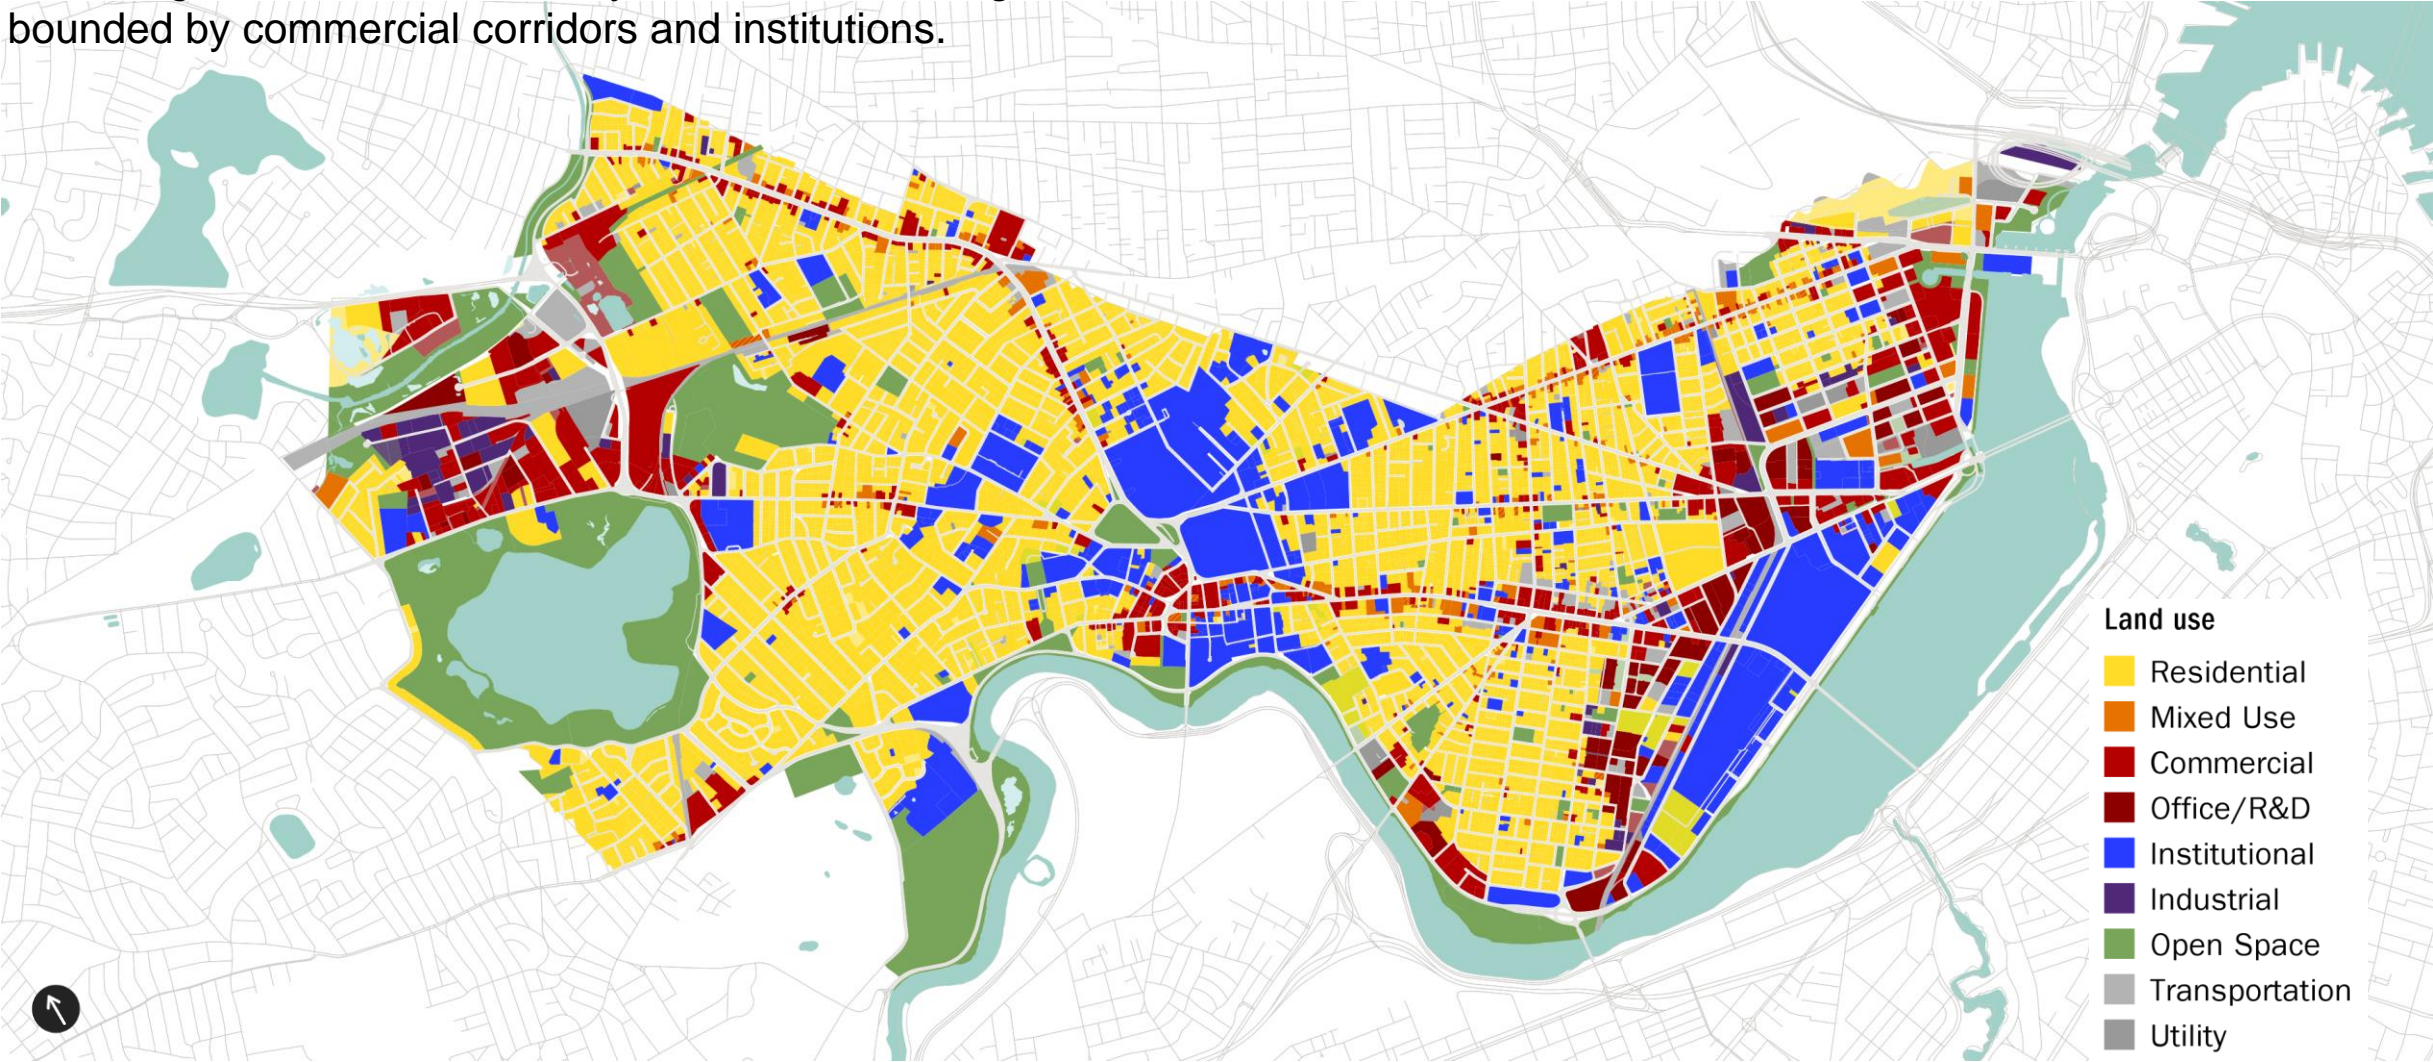 bounded by commercial corridors and institutions.
Land use
Residential
Mixed Use
Commercial
Office/R&D
Institutional
Industrial
Open Space
Transportation
Utility